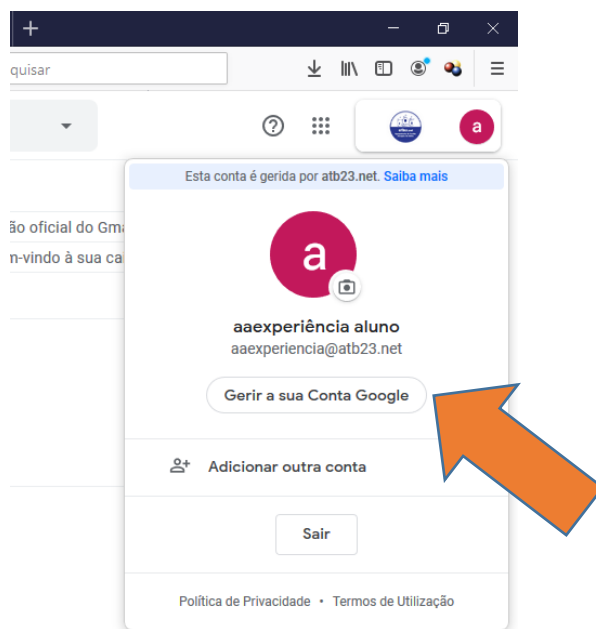 quisar
a
Esta conta é gerida por atb23.net. Saiba mais
ão oficial do Gma
n-vindo à sua ca
a
aaexperiência aluno
aaexperiencia@atb23.net
Gerir a sua Conta Google
Adicionar outra conta
Sair
Política de Privacidade • Termos de Utilização